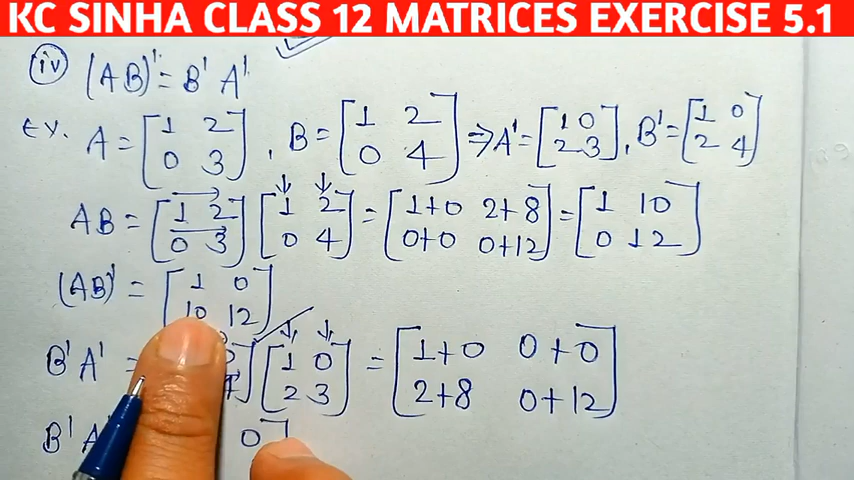 KC SINHA CLASS 12 MATRICES EXERCISE 5.1
(iv) (AB)' = B' A'
Ex. A = [1 2 , B = [1 2 ⇒ A' = [1 0 , B' = [1 0
0 3] 0 4] 2 3] 2 4]
AB = [1 2 [1 2 = [1+0 2+8 = [1 10
0 3] 0 4] 0+0 0+12] 0 12]
(AB)' = [1 0
10 12]
B' A' = [1 0 = [1+0 0+0
2 3] 2+8 0+12]
B' A 0]